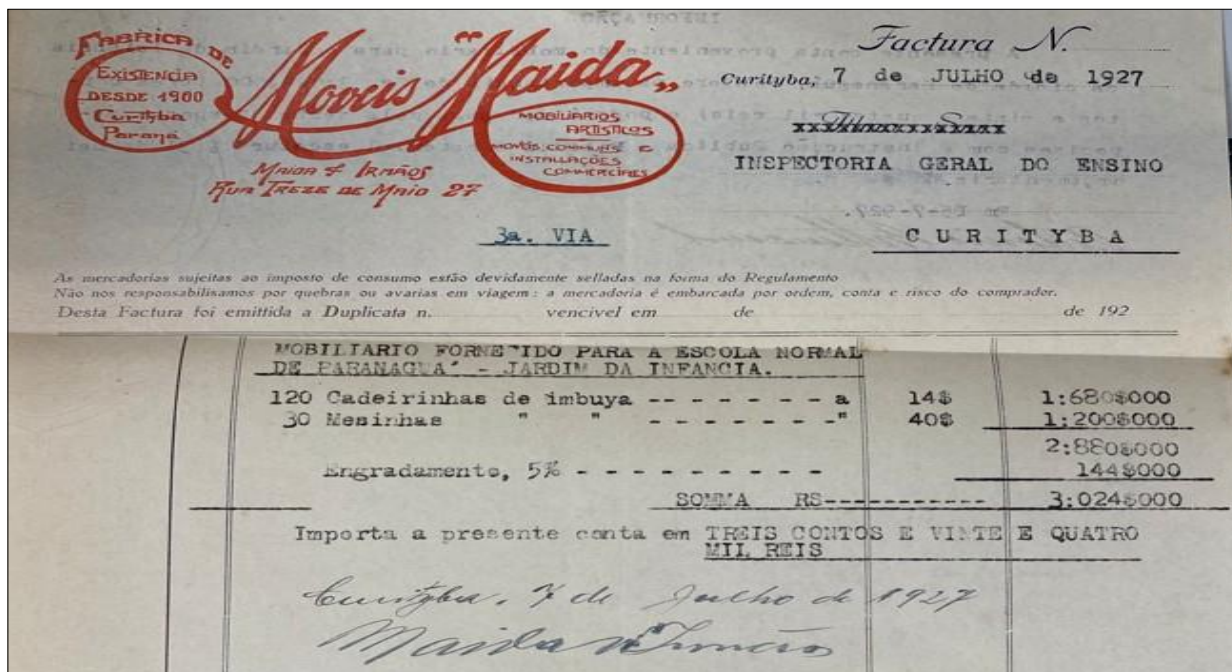 FABRICA DE
EXISTENCIA
DESDE 1900
Curityba
Paraná
"Moveis Maida"
MOBILIARIOS
ARTISTICOS
MOVEIS COMMUNS E
INSTALLAÇÕES
COMMERCIAES
MAIDA & IRMÃOS
RUA TREZE DE MAIO 27
Factura N.
Curityba, 7 de JULHO de 1927
INSPECTORIA GERAL DO ENSINO
3a. VIA
CURITYBA
As mercadorias sujeitas ao imposto de consumo estão devidamente selladas na forma do Regulamento
Não nos responsabilisamos por quebras ou avarias em viagem: a mercadoria é embarcada por ordem, conta e risco do comprador.
Desta Factura foi emittida a Duplicata n. vencivel em de de 192
MOBILIARIO FORNECIDO PARA A ESCOLA NORMAL
DE PARANAGUA' - JARDIM DA INFANCIA.
120 Cadeirinhas de imbuya - - - - - - - a 14$ 1:680$000
30 Mesinhas " " - - - - - - -" 40$ 1:200$000
2:880$000
Engradamento, 5% - - - - - - - - - - 144$000
SOMMA RS----------- 3:024$000
Importa a presente conta em TREIS CONTOS E VINTE E QUATRO
MIL REIS
Curityba, 7 de Julho de 1927
Maida & Irmãos